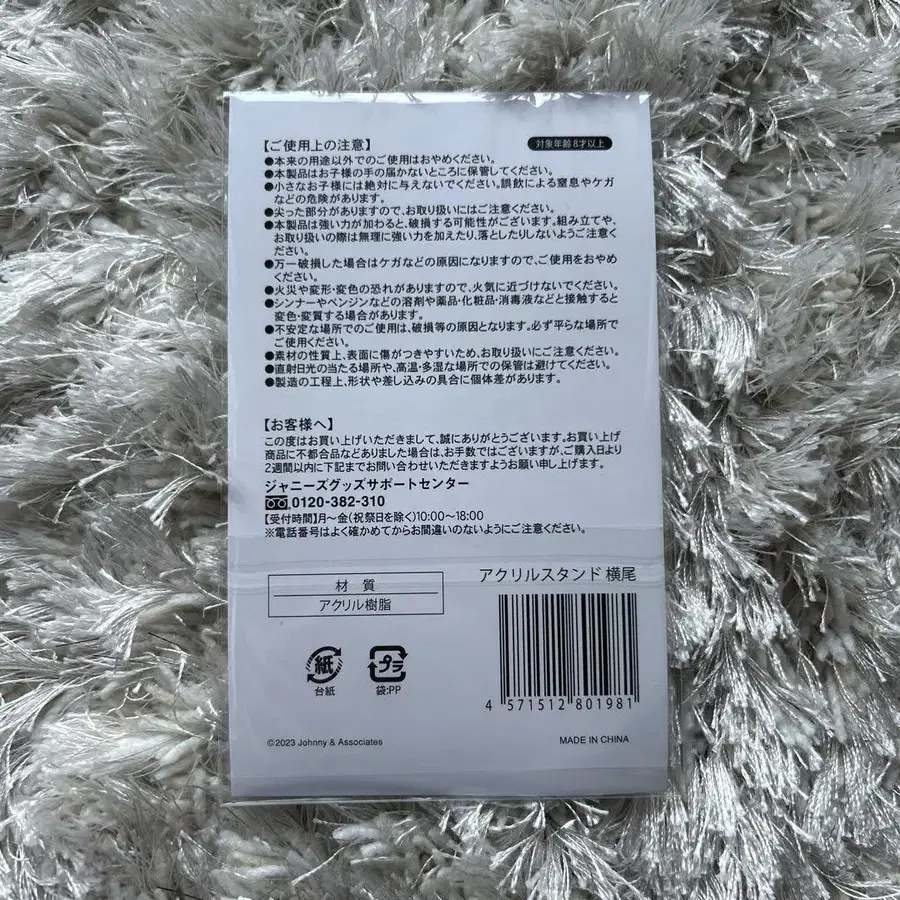 【ご使用上の注意】
対象年齢8才以上
●本来の用途以外でのご使用はおやめください。
●本製品はお子様の手の届かないところに保管してください。
●小さなお子様には絶対に与えないでください。誤飲による窒息やケガ
などの危険があります。
●尖った部分がありますので、お取り扱いにはご注意ください。
●本製品は強い力が加わると、破損する可能性がございます。組み立てや、
お取り扱いの際は無理に強い力を加えたり、落としたりしないようご注意く
ださい。
●万一破損した場合はケガなどの原因になりますので、ご使用をおやめ
ください。
●火災や変形・変色の恐れがありますので、火気に近づけないでください。
●シンナーやベンジンなどの溶剤や薬品・化粧品・消毒液などと接触すると
変色・変質する場合があります。
●不安定な場所でのご使用は、破損等の原因となります。必ず平らな場所で
ご使用ください。
●素材の性質上、表面に傷がつきやすいため、お取り扱いにご注意ください。
●直射日光の当たる場所や、高温・多湿な場所での保管は避けてください。
●製造の工程上、形状や差し込みの具合に個体差があります。
【お客様へ】
この度はお買い上げいただきまして、誠にありがとうございます。お買い上げ
商品に不都合品などありました場合は、お手数ではございますが、ご購入日より
2週間以内に下記までお問い合わせいただきますようお願い申し上げます。
ジャニーズグッズサポートセンター
0120-382-310
【受付時間】月〜金(祝祭日を除く)10:00〜18:00
※電話番号はよく確かめてからお間違いのないようにご注意ください。
材 質
アクリル樹脂
アクリルスタンド 横尾
紙
台紙
プラ
袋:PP
4 571512 801981
©2023 Johnny & Associates
MADE IN CHINA